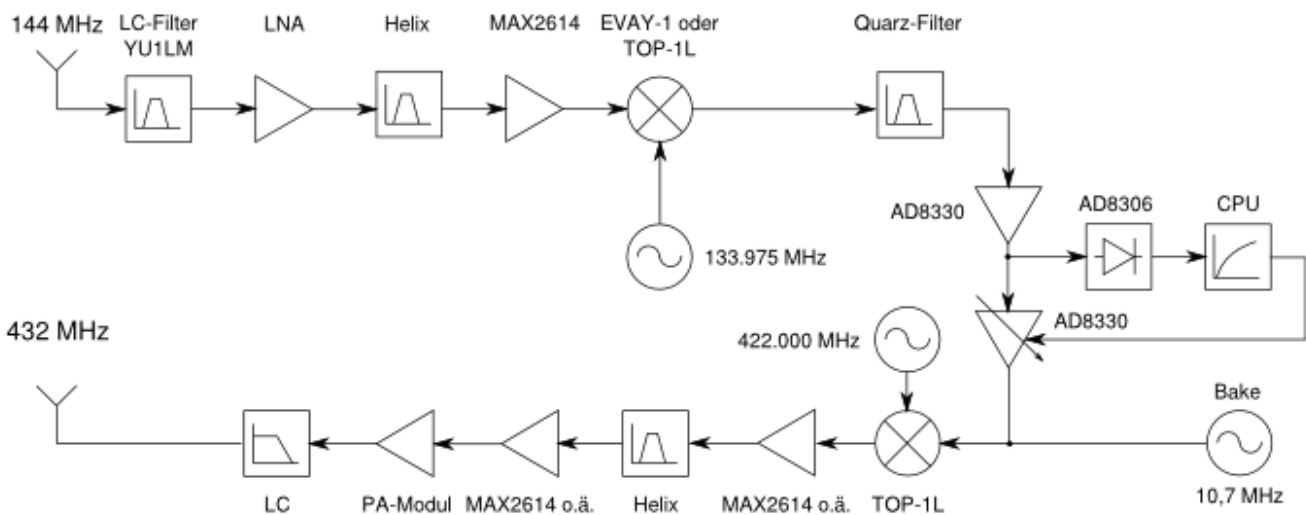 144 MHz
LC-Filter
YU1LM
LNA
Helix
MAX2614
EVAY-1 oder
TOP-1L
Quarz-Filter
133.975 MHz
AD8330
AD8306
CPU
AD8330
432 MHz
422.000 MHz
Bake
10,7 MHz
LC
PA-Modul
MAX2614 o.ä.
Helix
MAX2614 o.ä.
TOP-1L